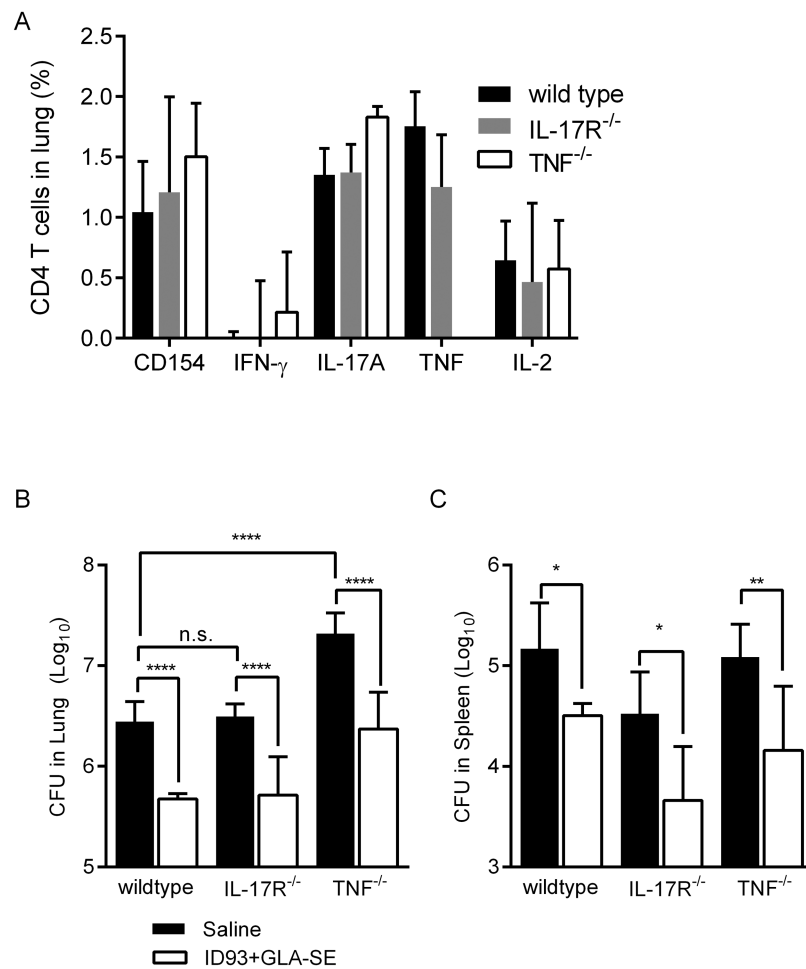 A
CD4 T cells in lung (%)
2.5
2.0
1.5
1.0
0.5
0.0
wild type
IL-17R-/-
TNF-/-
CD154 IFN-γ IL-17A TNF IL-2
B
CFU in Lung (Log10)
8
7
6
5
****
n.s.
****
****
****
wildtype IL-17R-/- TNF-/-
Saline
ID93+GLA-SE
C
CFU in Spleen (Log10)
6
5
4
3
*
*
**
wildtype IL-17R-/- TNF-/-